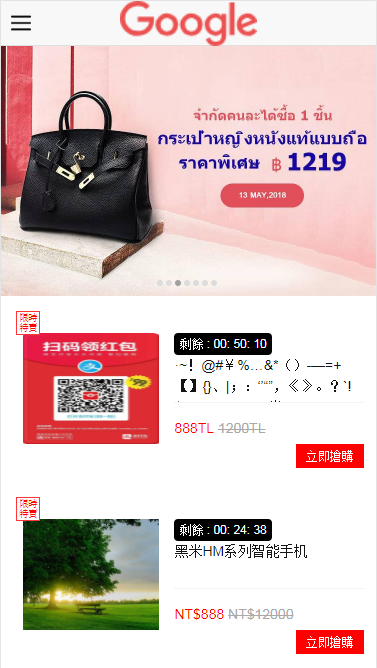 Google
จำกัดคนละได้ซื้อ 1 ชิ้น
กระเป๋าหญิงหนังแท้แบบถือ
ราคาพิเศษ ฿ 1219
13 MAY,2018
限時
特賣
扫码领红包
剩餘 : 00: 50: 10
·~！@#￥%…&*（）-—=+
【】{}、|；：“”，《》。？`!
888TL 1200TL
立即搶購
限時
特賣
剩餘 : 00: 24: 38
黑米HM系列智能手机
NT$888 NT$12000
立即搶購